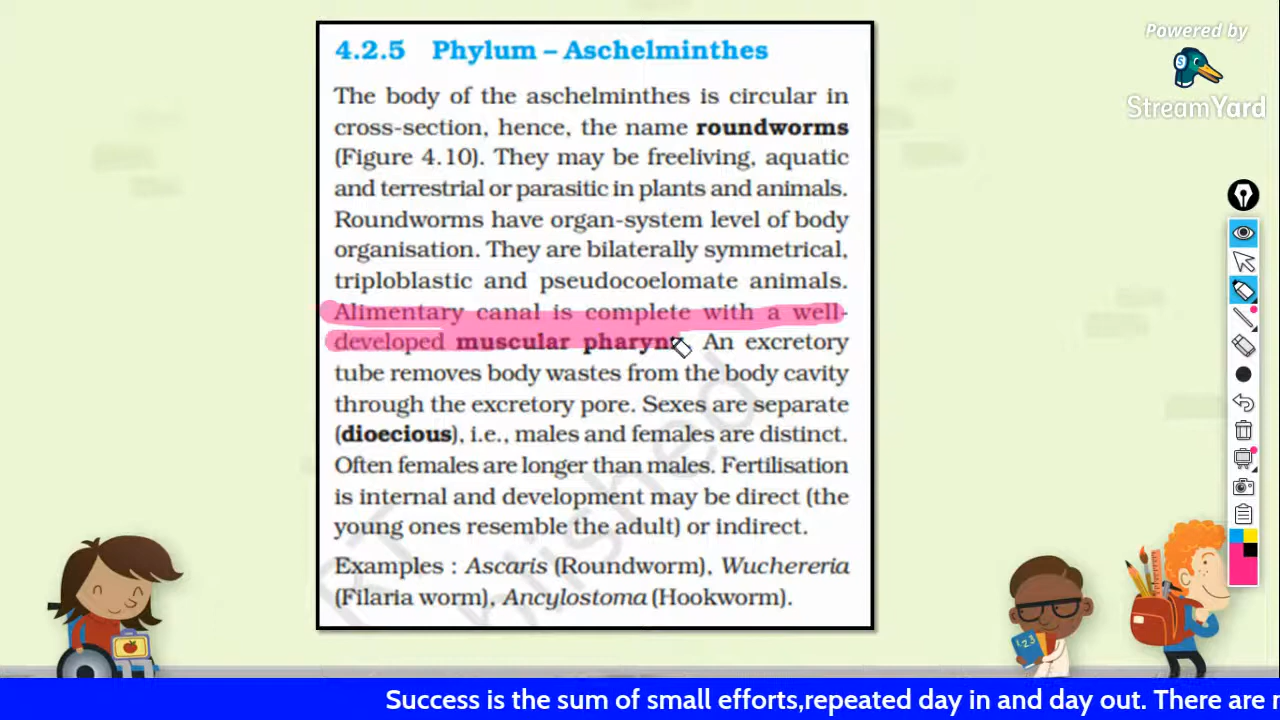 Powered by
StreamYard
4.2.5 Phylum – Aschelminthes
The body of the aschelminthes is circular in
cross-section, hence, the name roundworms
(Figure 4.10). They may be freeliving, aquatic
and terrestrial or parasitic in plants and animals.
Roundworms have organ-system level of body
organisation. They are bilaterally symmetrical,
triploblastic and pseudocoelomate animals.
Alimentary canal is complete with a well-
developed muscular pharynx. An excretory
tube removes body wastes from the body cavity
through the excretory pore. Sexes are separate
(dioecious), i.e., males and females are distinct.
Often females are longer than males. Fertilisation
is internal and development may be direct (the
young ones resemble the adult) or indirect.
Examples : Ascaris (Roundworm), Wuchereria
(Filaria worm), Ancylostoma (Hookworm).
1 2 3
Success is the sum of small efforts,repeated day in and day out. There are